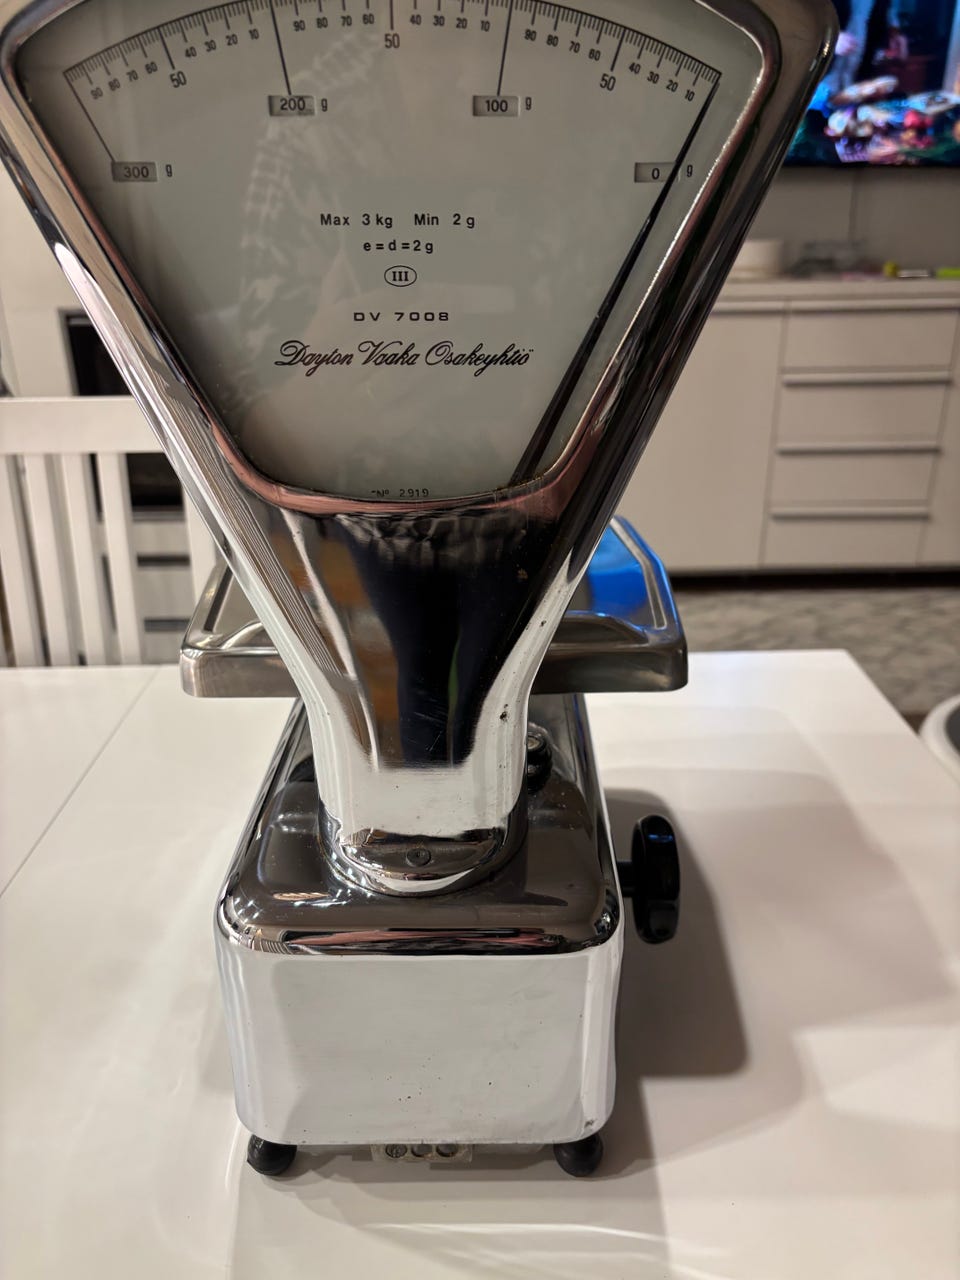 90 80 70 60 50 40 30 20 10 90 80 70 60 50 40 30 20 10 90 80 70 60 50 40 30 20 10
300 g 200 g 100 g 0 g
Max 3 kg Min 2 g
e=d=2 g
III
DV 7008
Dayton Vaaka Osakeyhtiö
Nº 2919